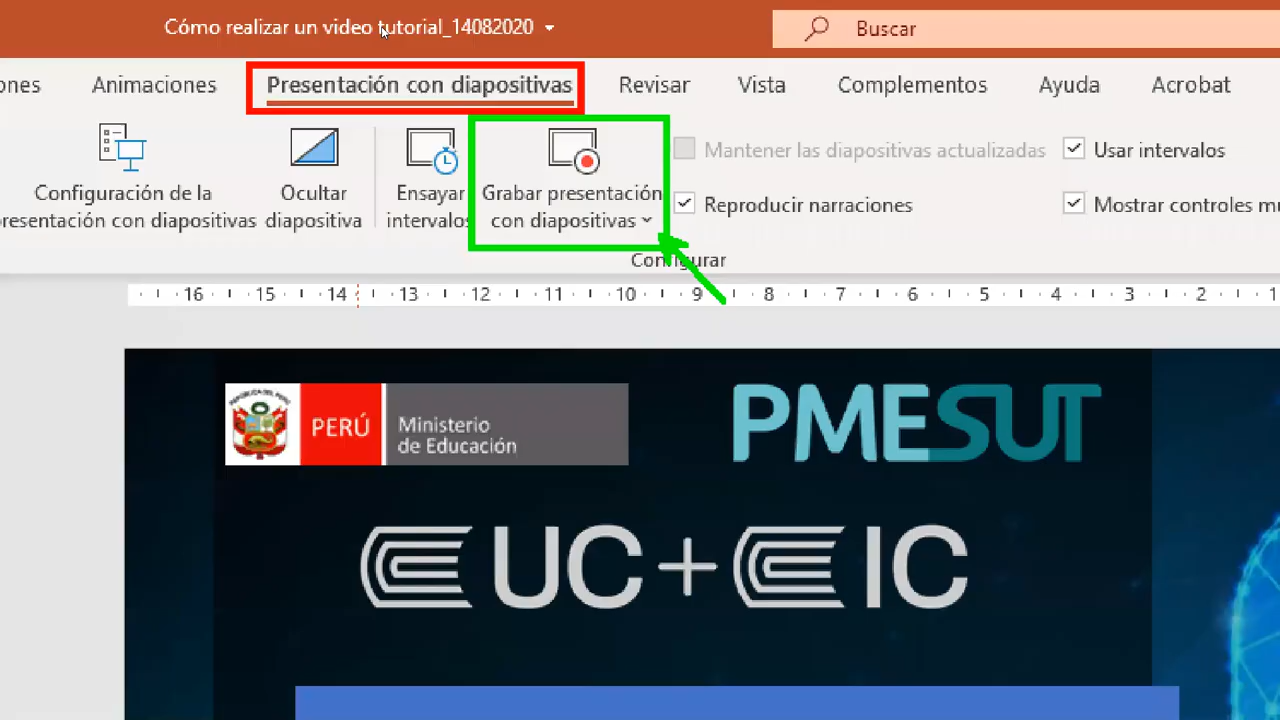 Cómo realizar un video tutorial_14082020
Buscar
ones Animaciones Presentación con diapositivas Revisar Vista Complementos Ayuda Acrobat
Configuración de la
presentación con diapositivas
Ocultar
diapositiva
Ensayar
intervalos
Grabar presentación
con diapositivas
Mantener las diapositivas actualizadas
Reproducir narraciones
Usar intervalos
Mostrar controles mu
Configurar
16 15 14 13 12 11 10 9 8 7 6 5 4 3 2 1
PERÚ
Ministerio
de Educación
PMESUT
UC + IC